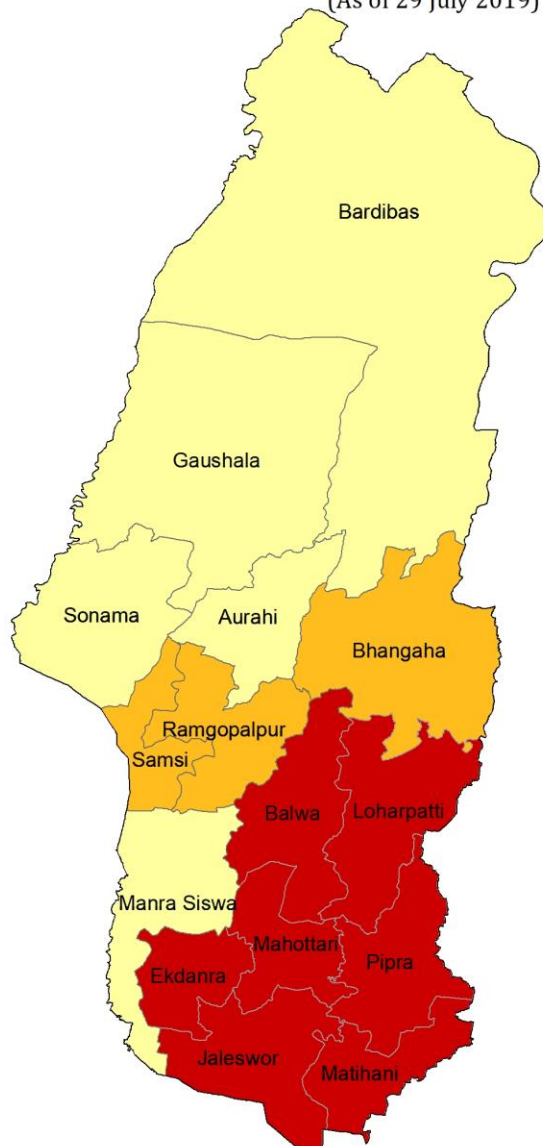 (As of 29 July 2019)
Bardibas
Gaushala
Sonama
Aurahi
Bhangaha
Ramgopalpur
Samsi
Balwa
Loharpatti
Manra Siswa
Mahottari
Pipra
Ekdanra
Jaleswor
Matihani